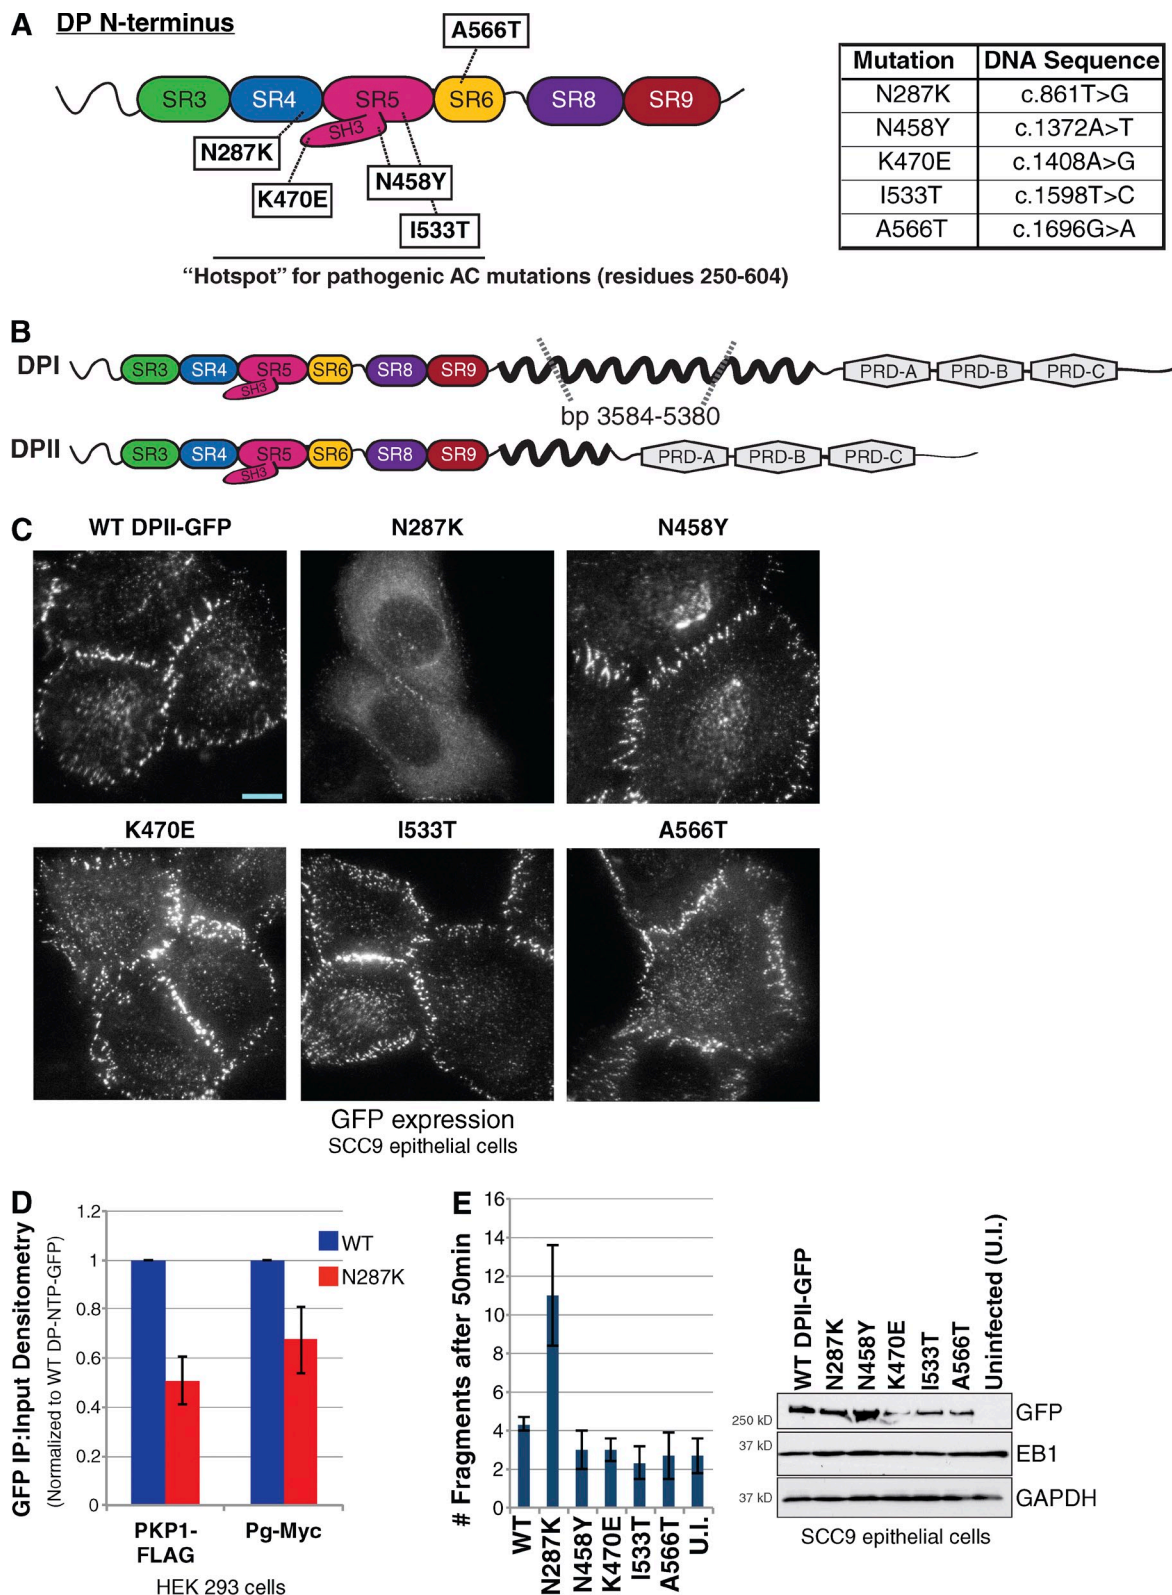 A DP N-terminus
A566T
SR3 SR4 SR5 SR6 SR8 SR9
SH3
N287K
K470E
N458Y
I533T
“Hotspot” for pathogenic AC mutations (residues 250-604)
Mutation DNA Sequence
N287K c.861T>G
N458Y c.1372A>T
K470E c.1408A>G
I533T c.1598T>C
A566T c.1696G>A
B
DPI SR3 SR4 SR5 SR6 SR8 SR9 PRD-A PRD-B PRD-C
SH3
bp 3584-5380
DPII SR3 SR4 SR5 SR6 SR8 SR9 PRD-A PRD-B PRD-C
SH3
C WT DPII-GFP N287K N458Y
K470E I533T A566T
GFP expression
SCC9 epithelial cells
D
GFP IP:Input Densitometry
(Normalized to WT DP-NTP-GFP)
1.2
1
0.8
0.6
0.4
0.2
0
WT
N287K
PKP1-
FLAG
Pg-Myc
HEK 293 cells
E
# Fragments after 50min
16
14
12
10
8
6
4
2
0
WT
N287K
N458Y
K470E
I533T
A566T
U.I.
WT DPII-GFP
N287K
N458Y
K470E
I533T
A566T
Uninfected (U.I.)
250 kD GFP
37 kD EB1
37 kD GAPDH
SCC9 epithelial cells